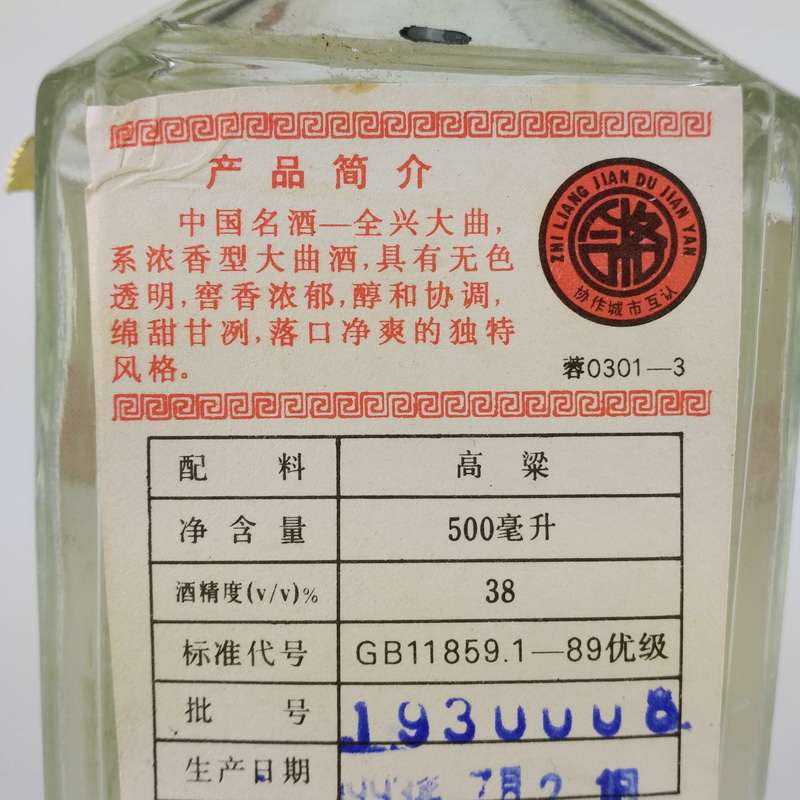 产品简介
中国名酒—全兴大曲,
系浓香型大曲酒,具有无色
透明,窖香浓郁,醇和协调,
绵甜甘冽,落口净爽的独特
风格。
ZHI LIANG JIAN DU JIAN YAN
协作城市互认
蓉0301—3
配料 高粱
净含量 500毫升
酒精度(v/v)% 38
标准代号 GB11859.1—89优级
批号 1930008
生产日期 7月2